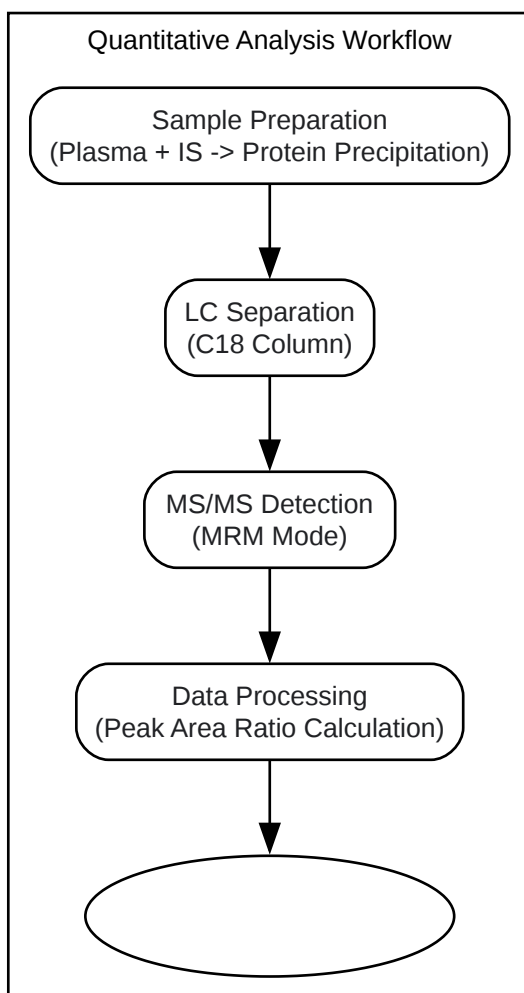 Quantitative Analysis Workflow
Sample Preparation
(Plasma + IS -> Protein Precipitation)
LC Separation
(C18 Column)
MS/MS Detection
(MRM Mode)
Data Processing
(Peak Area Ratio Calculation)